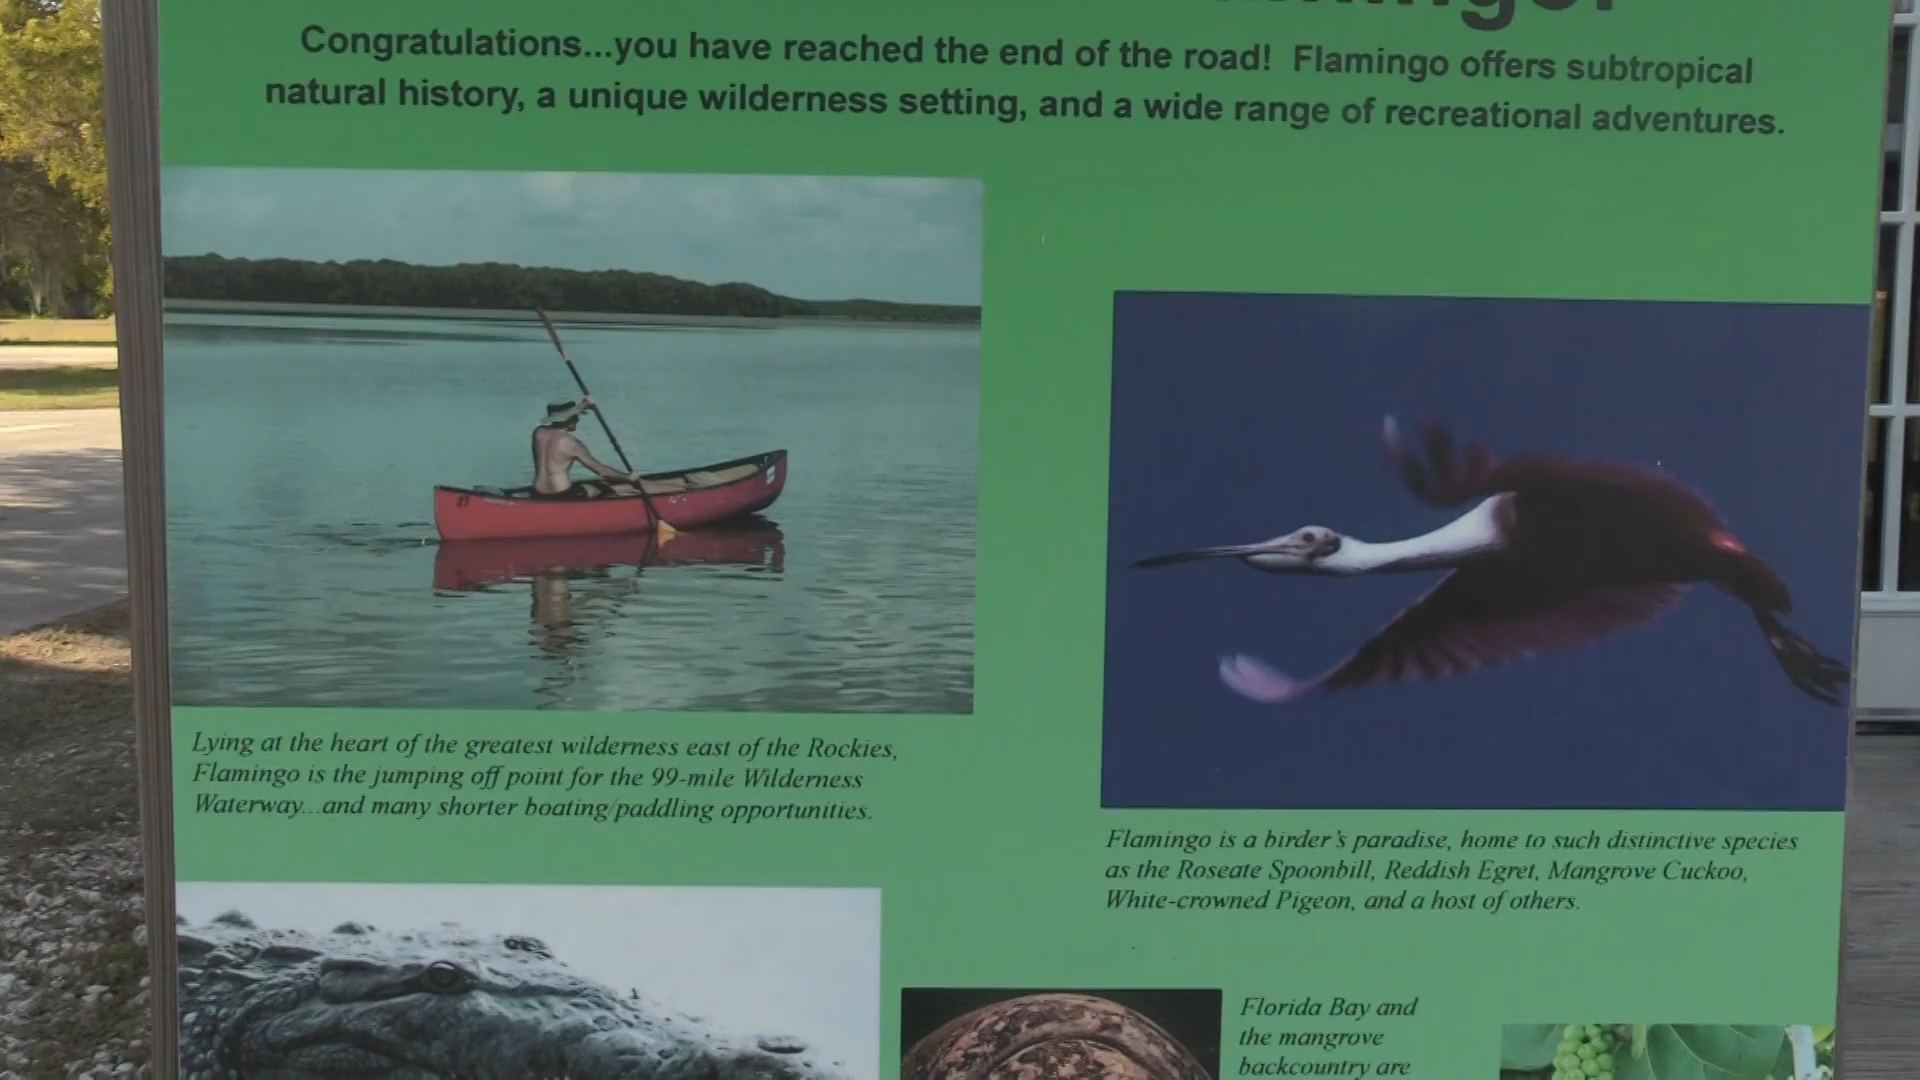 Congratulations...you have reached the end of the road! Flamingo offers subtropical
natural history, a unique wilderness setting, and a wide range of recreational adventures.
Lying at the heart of the greatest wilderness east of the Rockies,
Flamingo is the jumping off point for the 99-mile Wilderness
Waterway...and many shorter boating/paddling opportunities.
Flamingo is a birder's paradise, home to such distinctive species
as the Roseate Spoonbill, Reddish Egret, Mangrove Cuckoo,
White-crowned Pigeon, and a host of others.
Florida Bay and
the mangrove
backcountry are